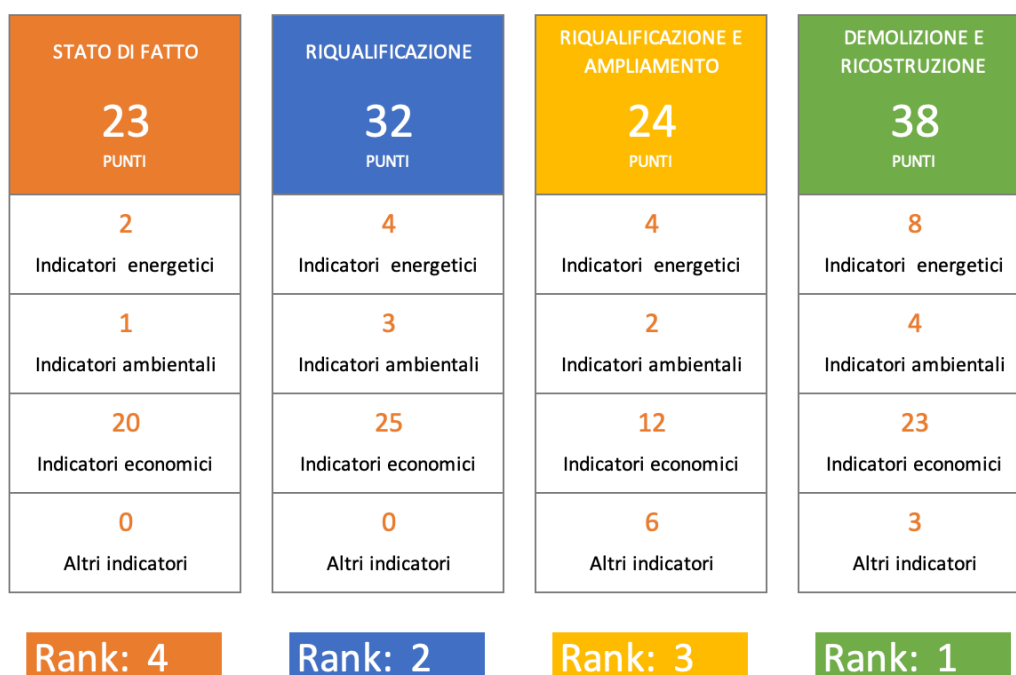 STATO DI FATTO
23
PUNTI
2
Indicatori energetici
1
Indicatori ambientali
20
Indicatori economici
0
Altri indicatori
Rank: 4
RIQUALIFICAZIONE
32
PUNTI
4
Indicatori energetici
3
Indicatori ambientali
25
Indicatori economici
0
Altri indicatori
Rank: 2
RIQUALIFICAZIONE E
AMPLIAMENTO
24
PUNTI
4
Indicatori energetici
2
Indicatori ambientali
12
Indicatori economici
6
Altri indicatori
Rank: 3
DEMOLIZIONE E
RICOSTRUZIONE
38
PUNTI
8
Indicatori energetici
4
Indicatori ambientali
23
Indicatori economici
3
Altri indicatori
Rank: 1